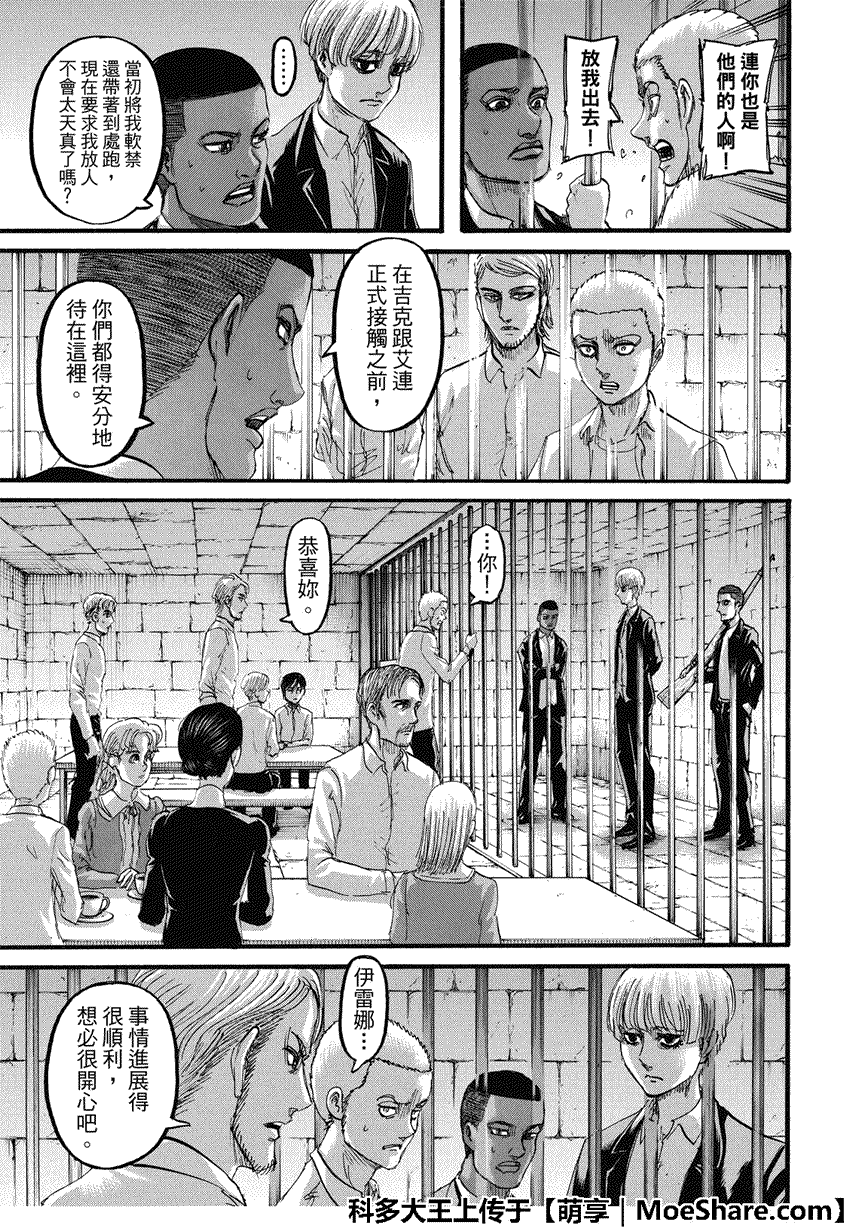 連你也是
他們的人啊！
放我出去！
……
當初將我軟禁
還帶著到處跑，
現在要求我放人
不會太天真了嗎？
在吉克跟艾連
正式接觸之前，
你們都得安分地
待在這裡。
…你！
恭喜妳。
伊雷娜…
事情進展得
很順利，
想必很開心吧。
科多大王上传于【萌享｜MoeShare.com】